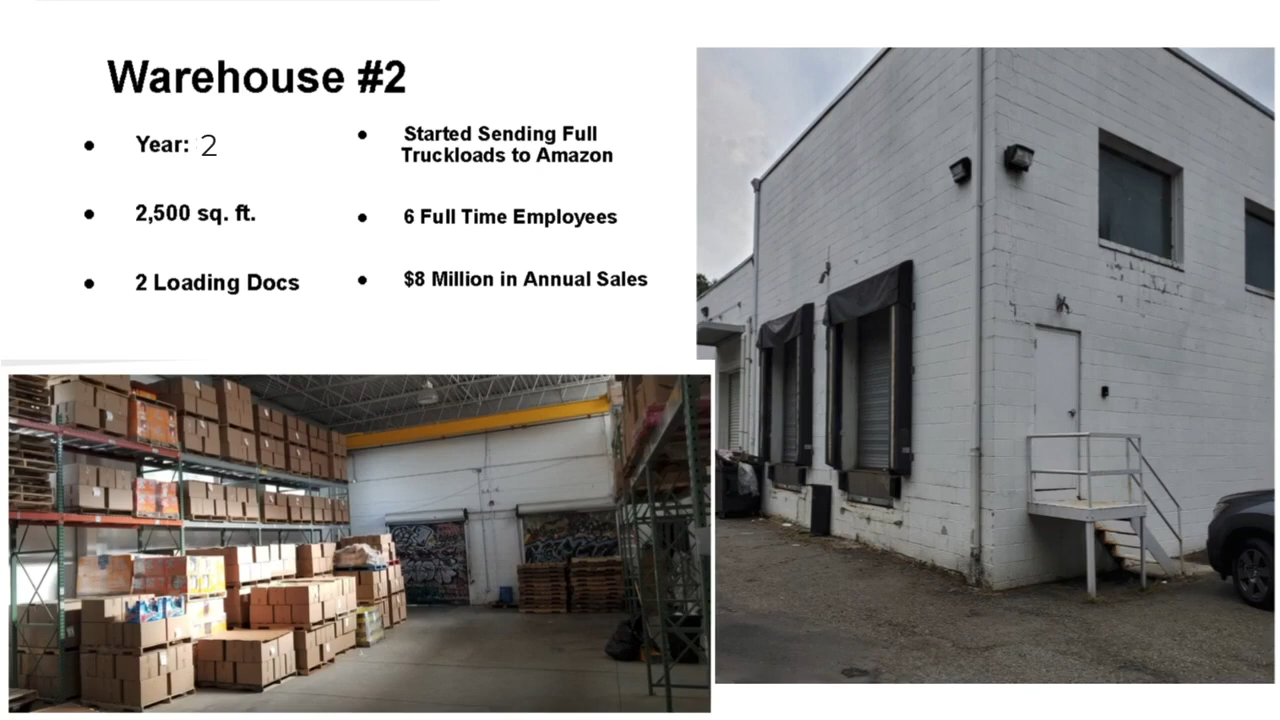 Warehouse #2
Year: 2
2,500 sq. ft.
2 Loading Docs
Started Sending Full
Truckloads to Amazon
6 Full Time Employees
$8 Million in Annual Sales